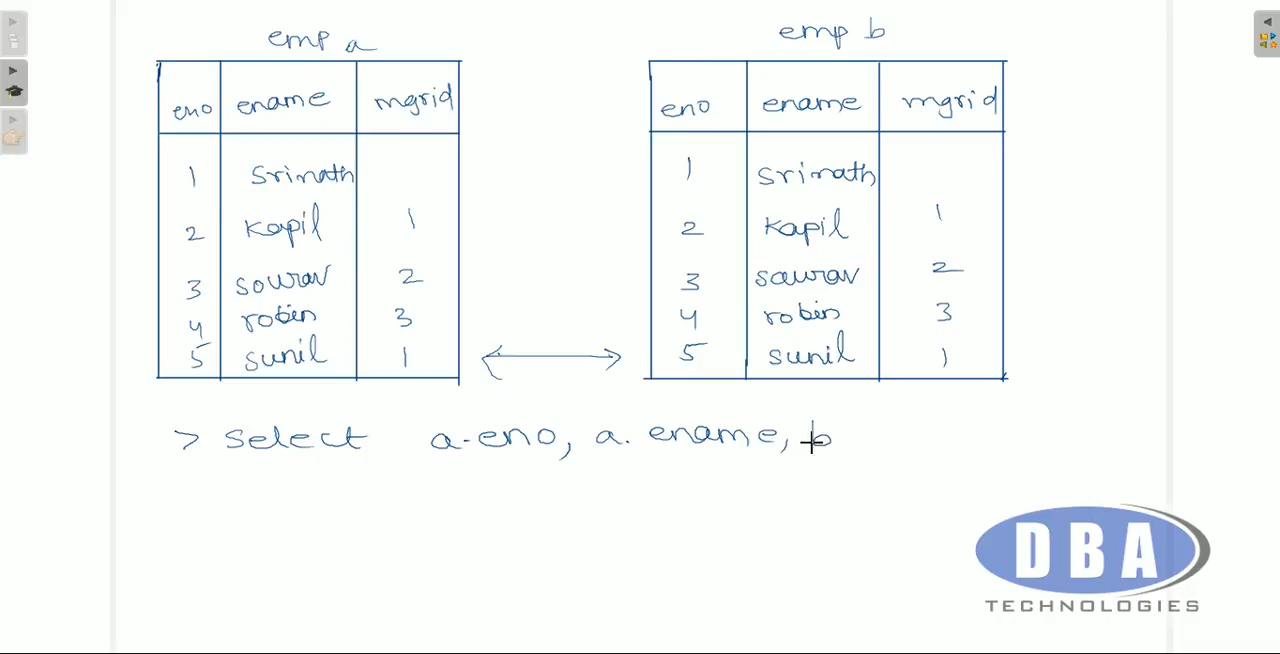 emp a
emp b
eno ename mgrid
eno ename mgrid
1 srinath
1 srinath
2 kapil 1
2 kapil 1
3 sourav 2
3 saurav 2
4 robin 3
4 robin 3
5 sunil 1
5 sunil 1
> select a.eno, a.ename, b
DBA
TECHNOLOGIES